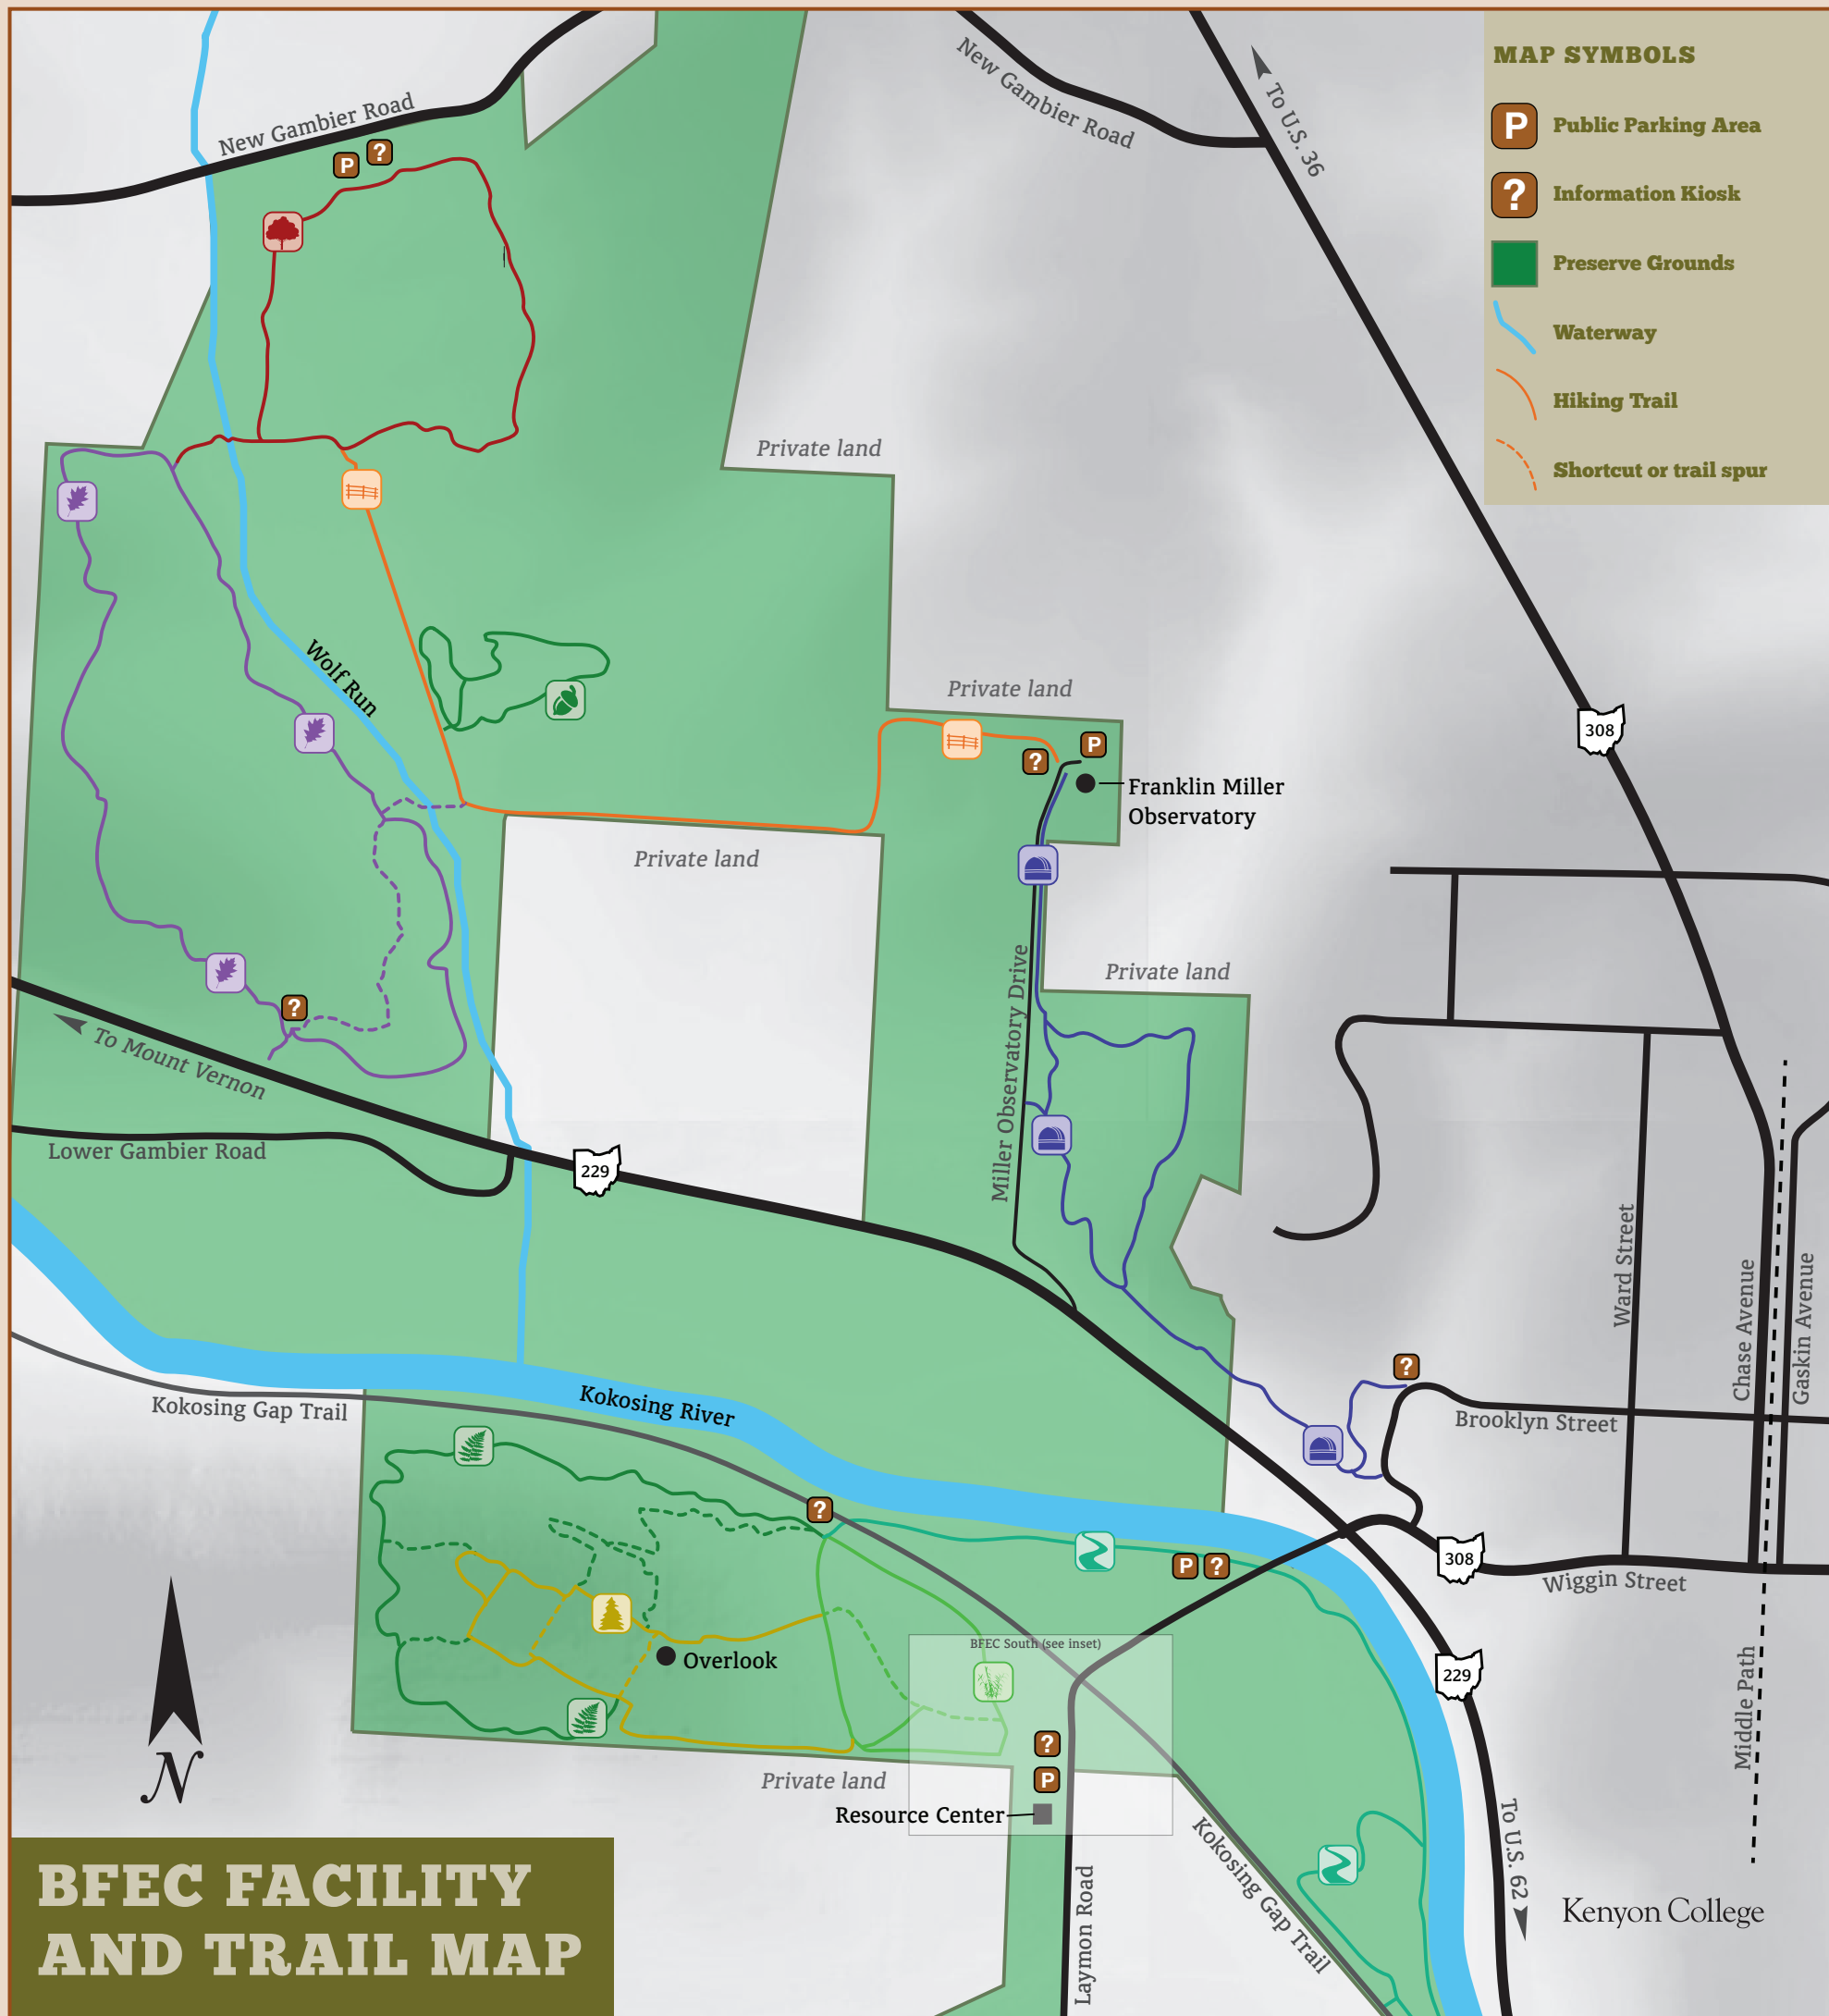 New Gambier Road
New Gambier Road
To U.S. 36
MAP SYMBOLS
P
Public Parking Area
?
Information Kiosk
Preserve Grounds
Waterway
Hiking Trail
Shortcut or trail spur
P
?
Private land
Wolf Run
Private land
308
?
P
Franklin Miller
Observatory
Private land
Private land
Miller Observatory Drive
?
To Mount Vernon
Lower Gambier Road
229
Ward Street
Chase Avenue
Gaskin Avenue
?
Brooklyn Street
Kokosing Gap Trail
Kokosing River
?
P
?
308
Wiggin Street
BFEC South (see inset)
Overlook
229
Middle Path
N
?
P
Private land
Resource Center
Kokosing Gap Trail
Laymon Road
To U.S. 62
Kenyon College
BFEC FACILITY
AND TRAIL MAP